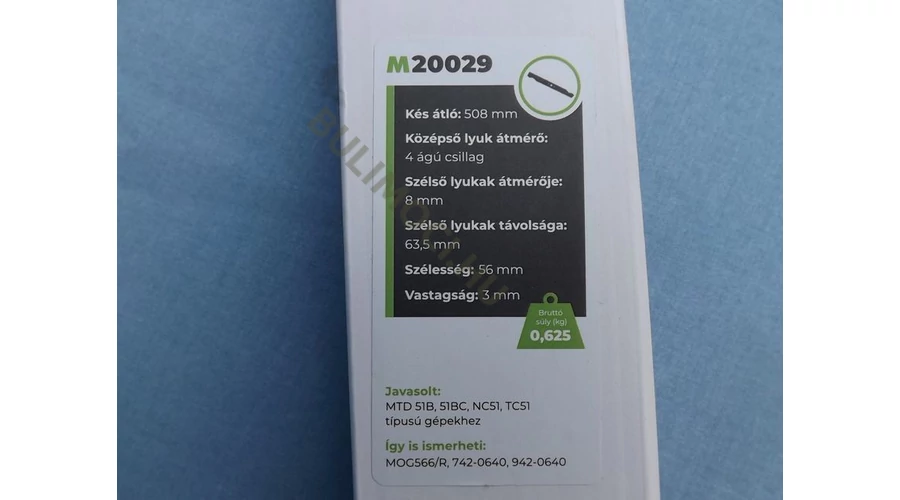 M20029
Kés átló: 508 mm
Középső lyuk átmérő:
4 ágú csillag
Szélső lyukak átmérője:
8 mm
Szélső lyukak távolsága:
63,5 mm
Szélesség: 56 mm
Vastagság: 3 mm
Bruttó
súly (kg)
0,625
Javasolt:
MTD 51B, 51BC, NC51, TC51
típusú gépekhez
Így is ismerheti:
MOG566/R, 742-0640, 942-0640